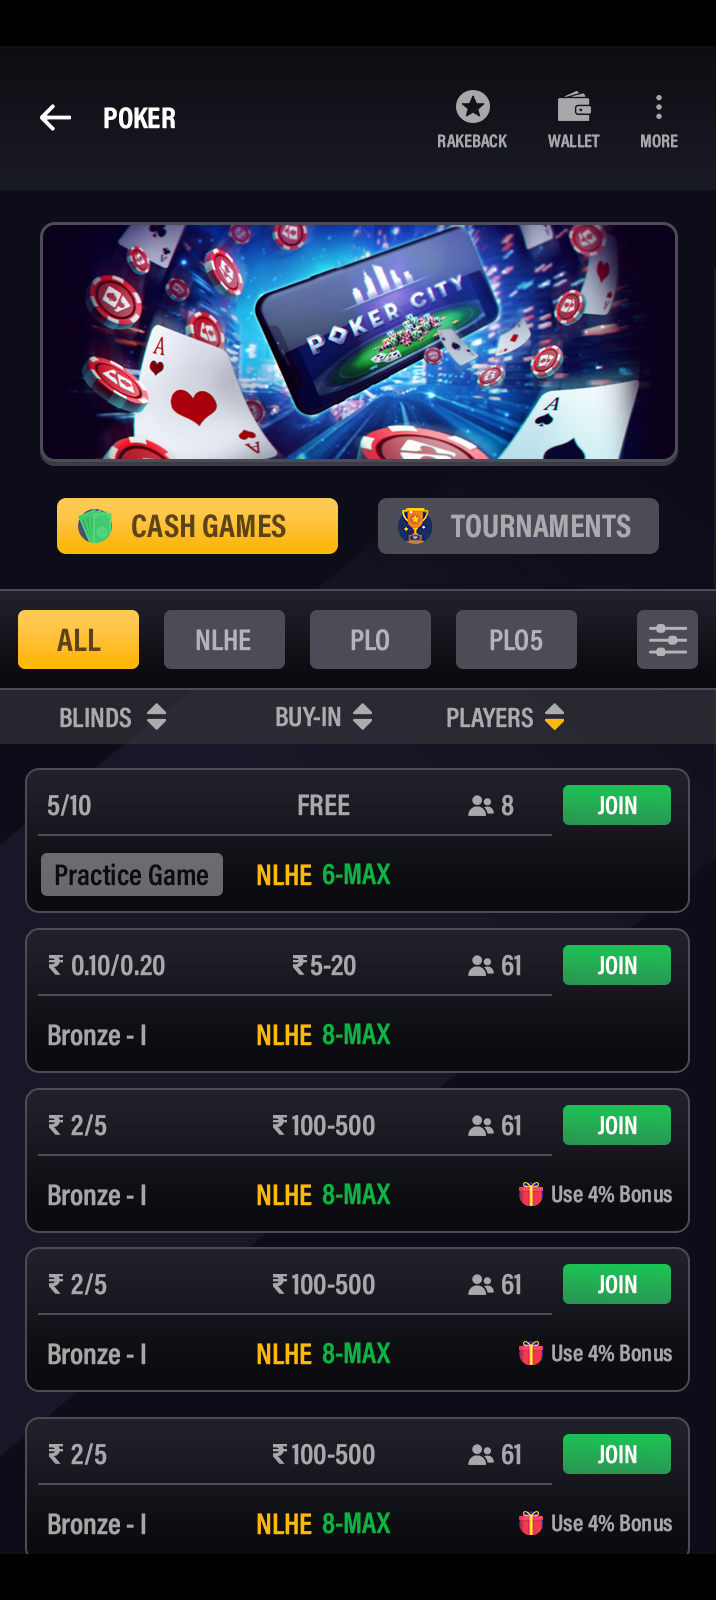 POKER
RAKEBACK WALLET MORE
POKER CITY
A
A
A
CASH GAMES TOURNAMENTS
ALL NLHE PLO PLO5
BLINDS BUY-IN PLAYERS
5/10 FREE 8 JOIN
Practice Game NLHE 6-MAX
₹ 0.10/0.20 ₹5-20 61 JOIN
Bronze - I NLHE 8-MAX
₹ 2/5 ₹100-500 61 JOIN
Bronze - I NLHE 8-MAX Use 4% Bonus
₹ 2/5 ₹100-500 61 JOIN
Bronze - I NLHE 8-MAX Use 4% Bonus
₹ 2/5 ₹100-500 61 JOIN
Bronze - I NLHE 8-MAX Use 4% Bonus